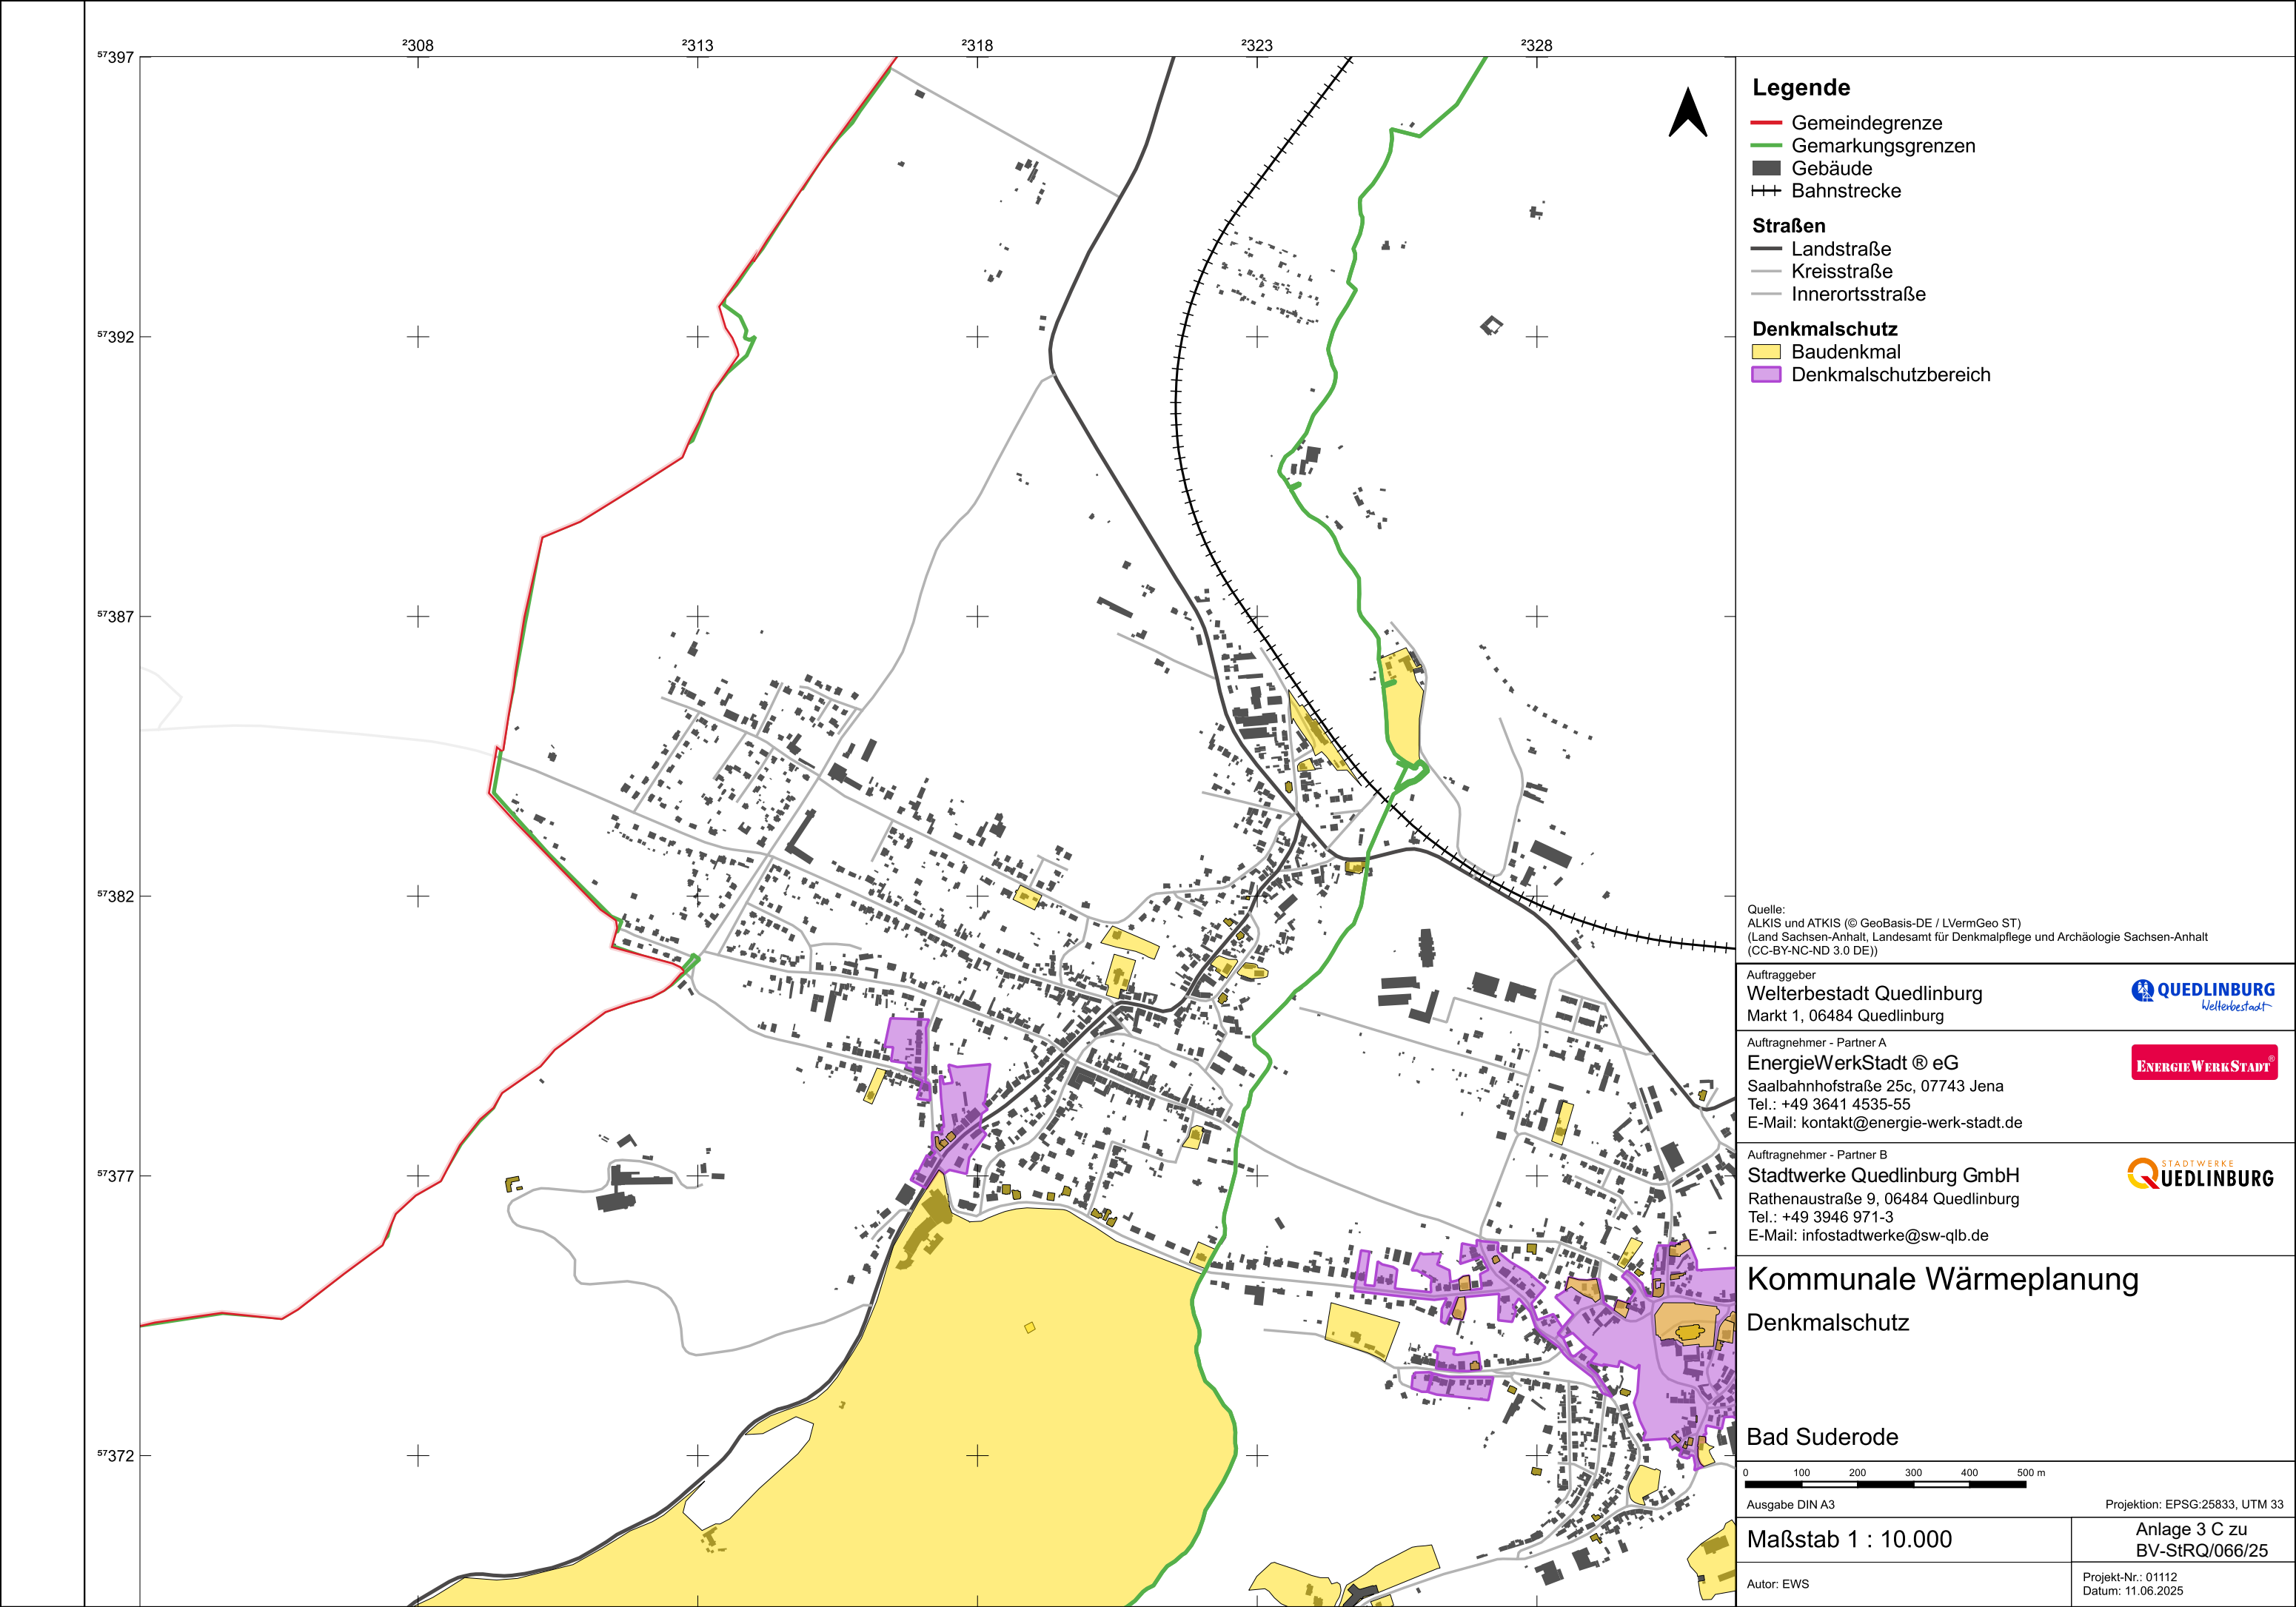 ²308 ²313 ²318 ²323 ²328
⁵⁷397
⁵⁷392
⁵⁷387
⁵⁷382
⁵⁷377
⁵⁷372
Legende
Gemeindegrenze
Gemarkungsgrenzen
Gebäude
Bahnstrecke
Straßen
Landstraße
Kreisstraße
Innerortsstraße
Denkmalschutz
Baudenkmal
Denkmalschutzbereich
Quelle:
ALKIS und ATKIS (© GeoBasis-DE / LVermGeo ST)
(Land Sachsen-Anhalt, Landesamt für Denkmalpflege und Archäologie Sachsen-Anhalt
(CC-BY-NC-ND 3.0 DE))
Auftraggeber
Welterbestadt Quedlinburg
Markt 1, 06484 Quedlinburg
QUEDLINBURG
Welterbestadt
Auftragnehmer - Partner A
EnergieWerkStadt ® eG
Saalbahnhofstraße 25c, 07743 Jena
Tel.: +49 3641 4535-55
E-Mail: kontakt@energie-werk-stadt.de
ENERGIEWERKSTADT®
Auftragnehmer - Partner B
Stadtwerke Quedlinburg GmbH
Rathenaustraße 9, 06484 Quedlinburg
Tel.: +49 3946 971-3
E-Mail: infostadtwerke@sw-qlb.de
STADTWERKE
QUEDLINBURG
Kommunale Wärmeplanung
Denkmalschutz
Bad Suderode
0 100 200 300 400 500 m
Ausgabe DIN A3
Projektion: EPSG:25833, UTM 33
Maßstab 1 : 10.000
Anlage 3 C zu
BV-StRQ/066/25
Autor: EWS
Projekt-Nr.: 01112
Datum: 11.06.2025